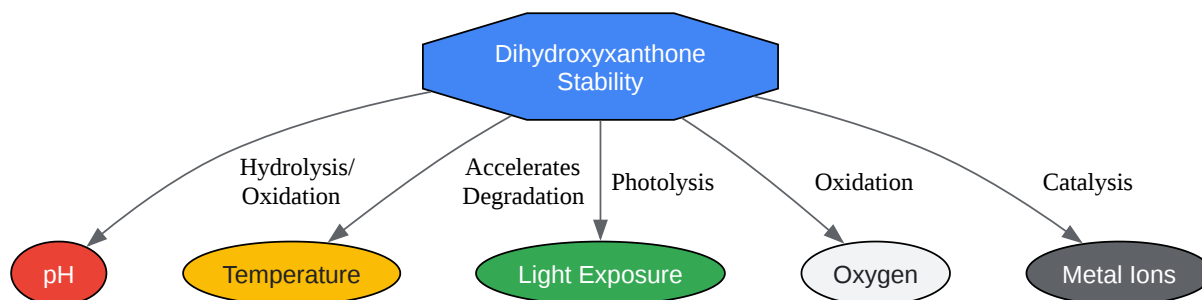 Dihydroxyxanthone
Stability
Hydrolysis/
Oxidation
Accelerates
Degradation
Photolysis
Oxidation
Catalysis
pH
Temperature
Light Exposure
Oxygen
Metal Ions